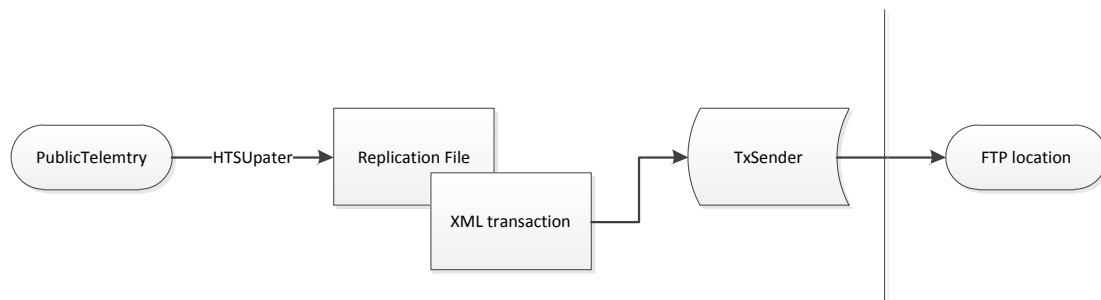 PublicTelemtry
HTSUpater
Replication File
XML transaction
TxSender
FTP location